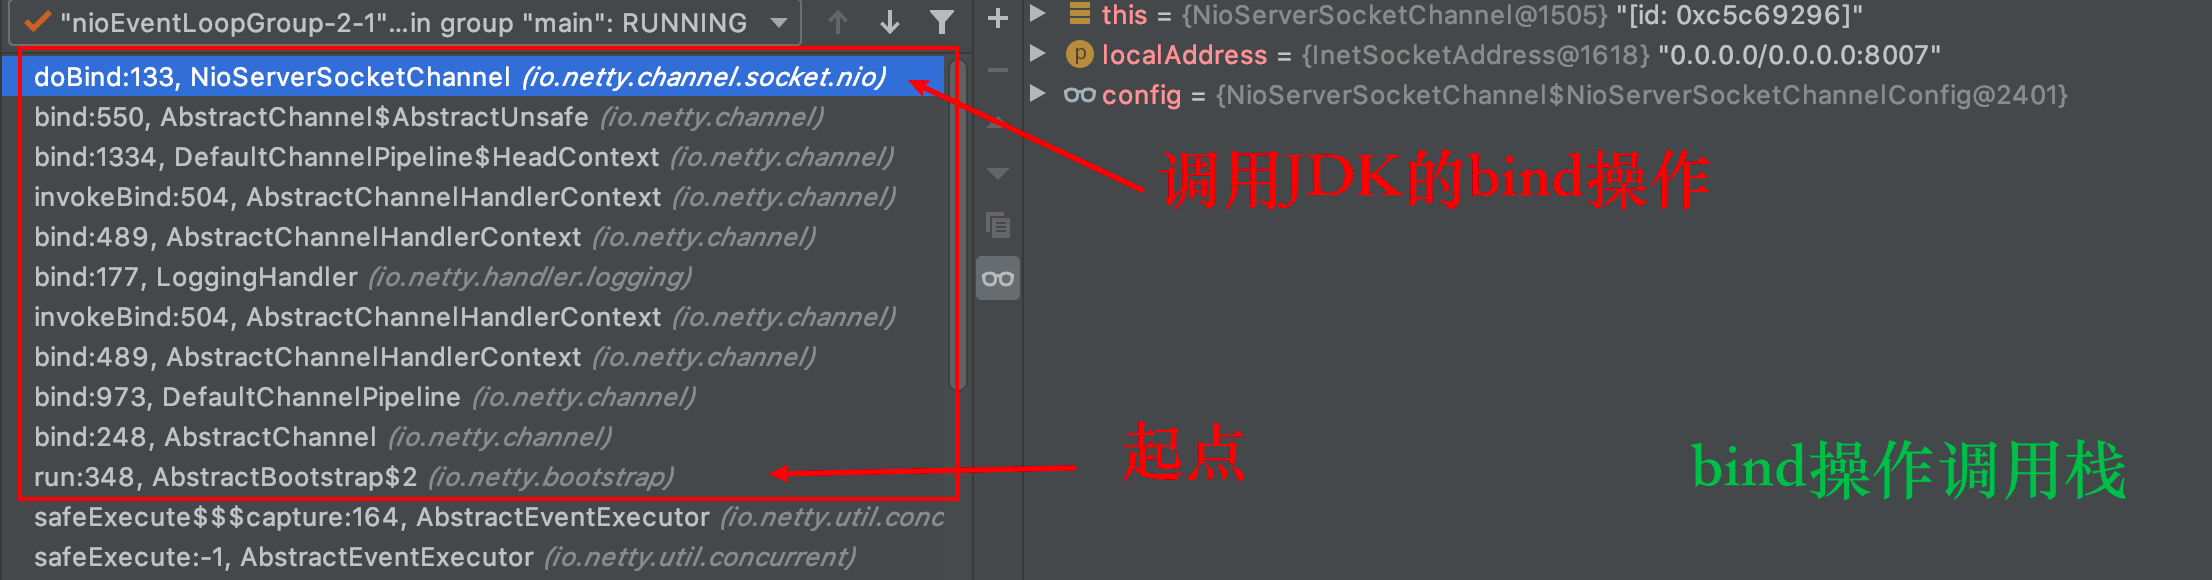 "nioEventLoopGroup-2-1"...in group "main": RUNNING
doBind:133, NioServerSocketChannel (io.netty.channel.socket.nio)
bind:550, AbstractChannel$AbstractUnsafe (io.netty.channel)
bind:1334, DefaultChannelPipeline$HeadContext (io.netty.channel)
invokeBind:504, AbstractChannelHandlerContext (io.netty.channel)
bind:489, AbstractChannelHandlerContext (io.netty.channel)
bind:177, LoggingHandler (io.netty.handler.logging)
invokeBind:504, AbstractChannelHandlerContext (io.netty.channel)
bind:489, AbstractChannelHandlerContext (io.netty.channel)
bind:973, DefaultChannelPipeline (io.netty.channel)
bind:248, AbstractChannel (io.netty.channel)
run:348, AbstractBootstrap$2 (io.netty.bootstrap)
safeExecute$$$capture:164, AbstractEventExecutor (io.netty.util.conc
safeExecute:-1, AbstractEventExecutor (io.netty.util.concurrent)
this = {NioServerSocketChannel@1505} "[id: 0xc5c69296]"
p localAddress = {InetSocketAddress@1618} "0.0.0.0/0.0.0.0:8007"
config = {NioServerSocketChannel$NioServerSocketChannelConfig@2401}
调用JDK的bind操作
起点
bind操作调用栈